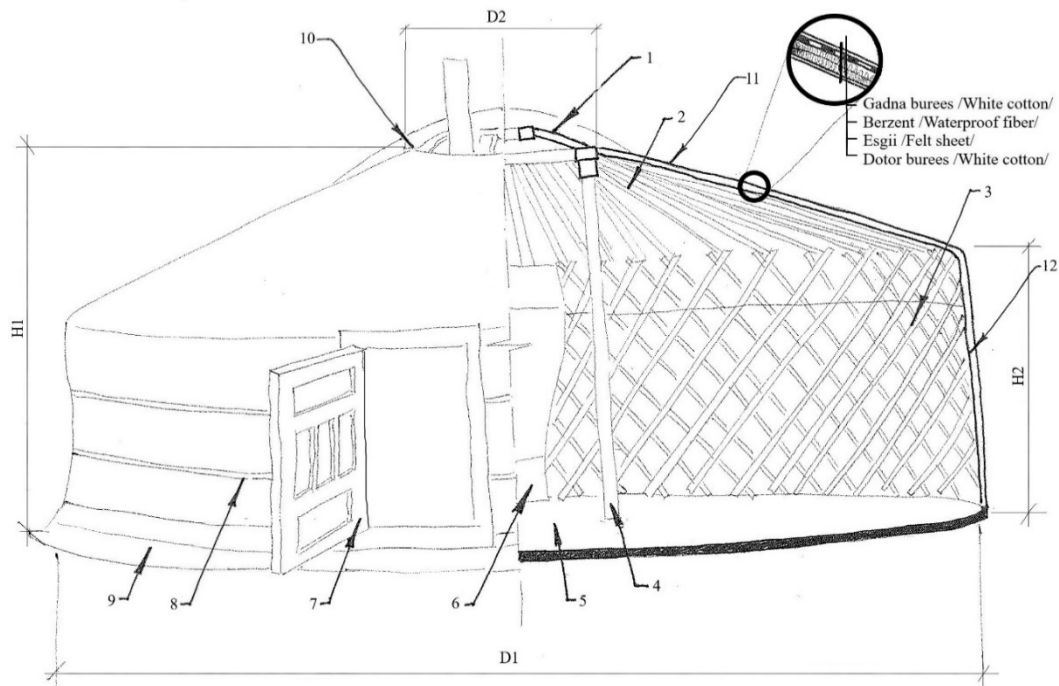 D2
10
1
11
2
Gadna burees /White cotton/
Berzent /Waterproof fiber/
Esgii /Felt sheet/
Dotor burees /White cotton/
3
12
H1
H2
9
8
7
6
5
4
D1